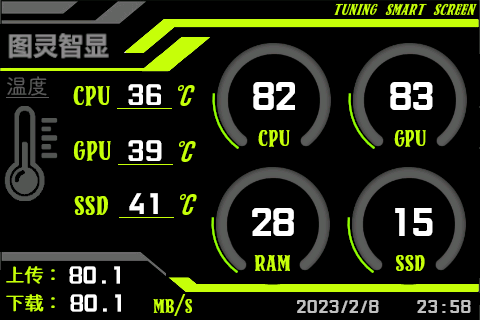 TUNING SMART SCREEN
图灵智显
温度
CPU 36 ℃
GPU 39 ℃
SSD 41 ℃
82
CPU
83
GPU
28
RAM
15
SSD
上传： 80.1
下载： 80.1 MB/S
2023/2/8 23:58